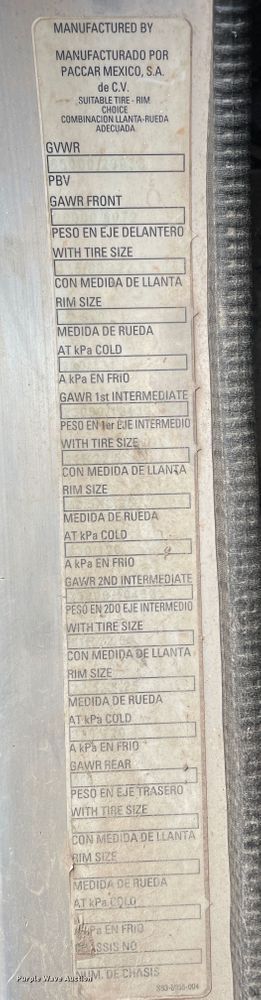 MANUFACTURED BY
MANUFACTURADO POR
PACCAR MEXICO, S.A.
de C.V.
SUITABLE TIRE - RIM
CHOICE
COMBINACION LLANTA-RUEDA
ADECUADA
GVWR
PBV
GAWR FRONT
PESO EN EJE DELANTERO
WITH TIRE SIZE
CON MEDIDA DE LLANTA
RIM SIZE
MEDIDA DE RUEDA
AT kPa COLD
A kPa EN FRIO
GAWR 1st INTERMEDIATE
PESO EN 1er EJE INTERMEDIO
WITH TIRE SIZE
CON MEDIDA DE LLANTA
RIM SIZE
MEDIDA DE RUEDA
AT kPa COLD
A kPa EN FRIO
GAWR 2ND INTERMEDIATE
PESO EN 2DO EJE INTERMEDIO
WITH TIRE SIZE
CON MEDIDA DE LLANTA
RIM SIZE
MEDIDA DE RUEDA
AT kPa COLD
A kPa EN FRIO
GAWR REAR
PESO EN EJE TRASERO
WITH TIRE SIZE
CON MEDIDA DE LLANTA
RIM SIZE
MEDIDA DE RUEDA
AT kPa COLD
kPa EN FRIO
NO
NUM. DE CHASIS
Purple Wave Auction